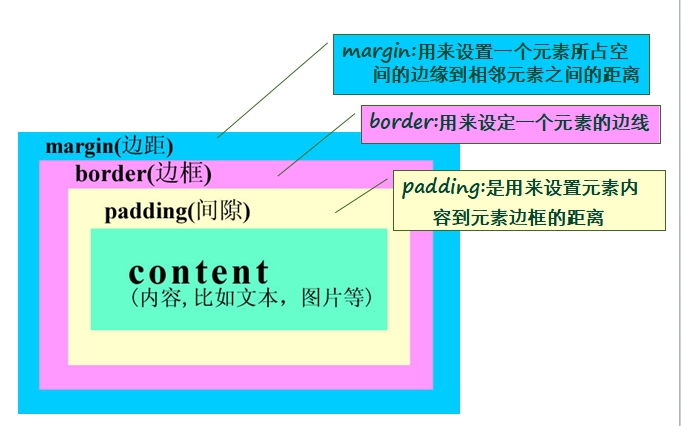 margin:用来设置一个元素所占空
间的边缘到相邻元素之间的距离
border:用来设定一个元素的边线
margin(边距)
border(边框)
padding:是用来设置元素内
容到元素边框的距离
padding(间隙)
content
(内容,比如文本，图片等)